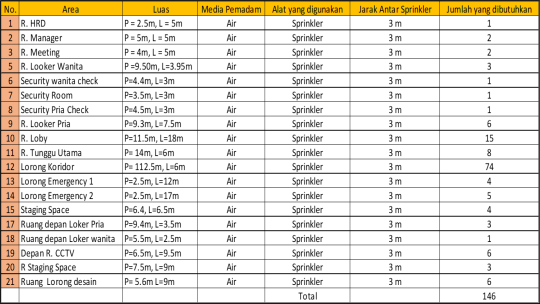 No. Area Luas Media Pemadam Alat yang digunakan Jarak Antar Sprinkler Jumlah yang dibutuhkan
1 R. HRD P = 2.5m, L = 5m Air Sprinkler 3 m 1
2 R. Manager P = 5m, L = 5m Air Sprinkler 3 m 2
3 R. Meeting P = 4m, L = 5m Air Sprinkler 3 m 2
5 R. Looker Wanita P =9.50m, L=3.95m Air Sprinkler 3 m 3
6 Security wanita check P=4.4m, L=3m Air Sprinkler 3 m 1
7 Security Room P=3.5m, L=3m Air Sprinkler 3 m 1
8 Security Pria Check P=4.5m, L=3m Air Sprinkler 3 m 1
9 R. Looker Pria P=9.3m, L=7.5m Air Sprinkler 3 m 6
10 R. Loby P=11.5m, L=18m Air Sprinkler 3 m 15
11 R. Tunggu Utama P= 14m, L=6m Air Sprinkler 3 m 8
12 Lorong Koridor P= 112.5m, L=6m Air Sprinkler 3 m 74
13 Lorong Emergency 1 P=2.5m, L=12m Air Sprinkler 3 m 4
14 Lorong Emergency 2 P=2.5m, L=17m Air Sprinkler 3 m 5
15 Staging Space P=6.4, L=6.5m Air Sprinkler 3 m 4
17 Ruang depan Loker Pria P=9.4m, L=3.5m Air Sprinkler 3 m 3
18 Ruang depan Loker wanita P=5.5m, L=2.5m Air Sprinkler 3 m 1
19 Depan R. CCTV P=6.5m, L=9.5m Air Sprinkler 3 m 6
20 R Staging Space P=7.5m, L=9m Air Sprinkler 3 m 3
21 Ruang Lorong desain P= 5.6m L=9m Air Sprinkler 3 m 6
Total 146